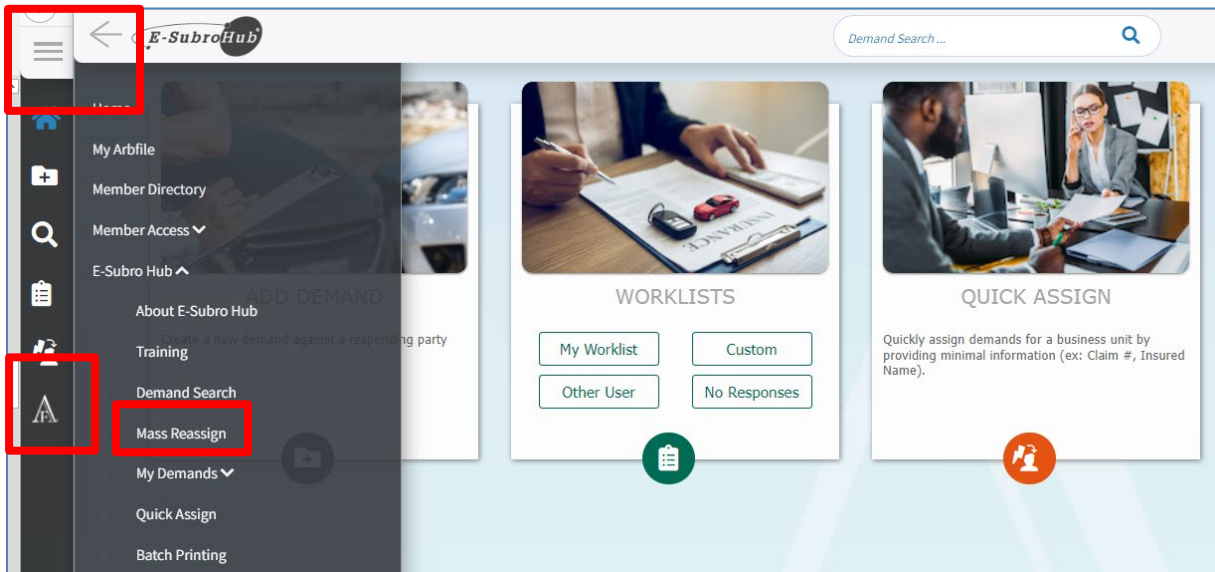 E-SubroHub
Demand Search ...
Home
My Arbfile
Member Directory
Member Access
E-Subro Hub
About E-Subro Hub
Training
Demand Search
Mass Reassign
My Demands
Quick Assign
Batch Printing
ADD DEMAND
Create a new demand against a responding party
INSURANCE
WORKLISTS
My Worklist
Custom
Other User
No Responses
QUICK ASSIGN
Quickly assign demands for a business unit by
providing minimal information (ex: Claim #, Insured
Name).
AF